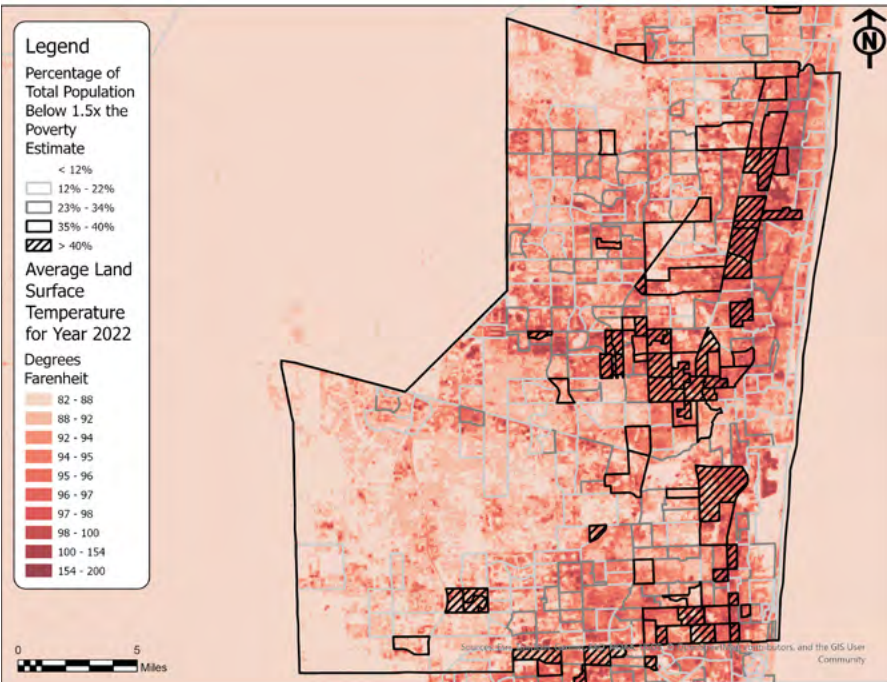 Legend
Percentage of
Total Population
Below 1.5x the
Poverty
Estimate
< 12%
12% - 22%
23% - 34%
35% - 40%
> 40%
Average Land
Surface
Temperature
for Year 2022
Degrees
Farenheit
82 - 88
88 - 92
92 - 94
94 - 95
95 - 96
96 - 97
97 - 98
98 - 100
100 - 154
154 - 200
N
0 5
Miles
and the GIS User
Community